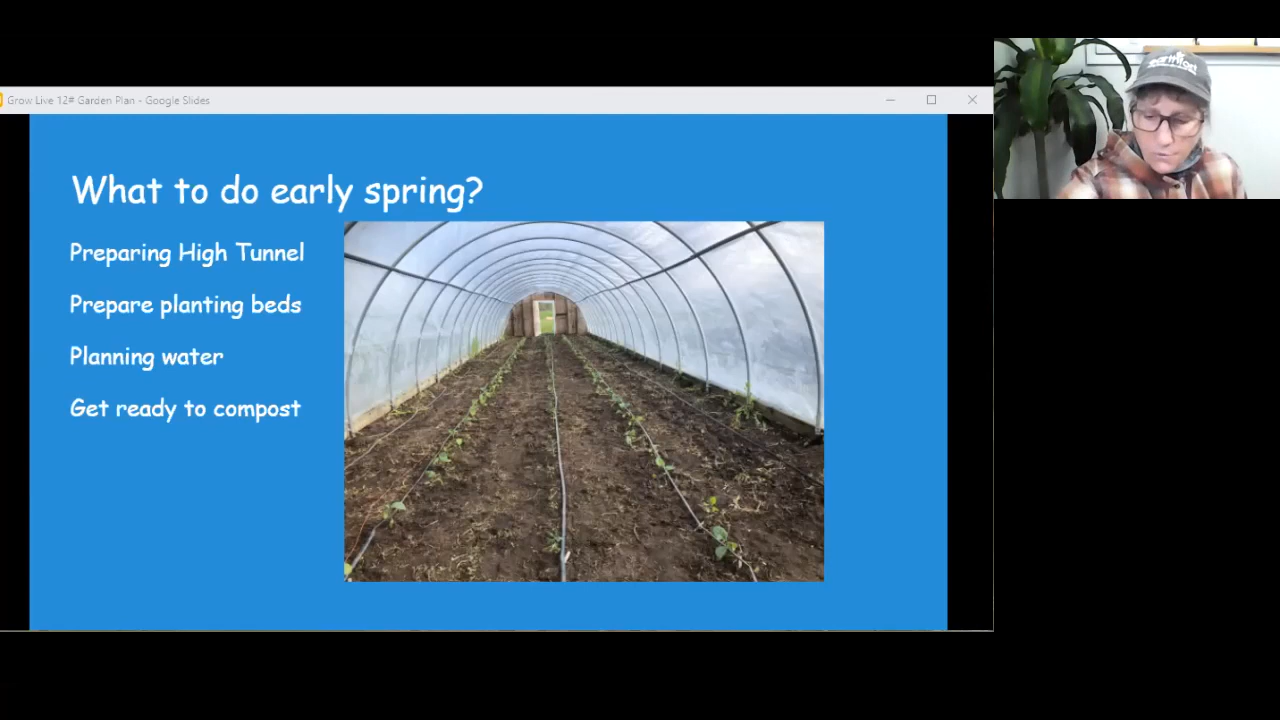 Grow Live 12# Garden Plan - Google Slides
What to do early spring?
Preparing High Tunnel
Prepare planting beds
Planning water
Get ready to compost